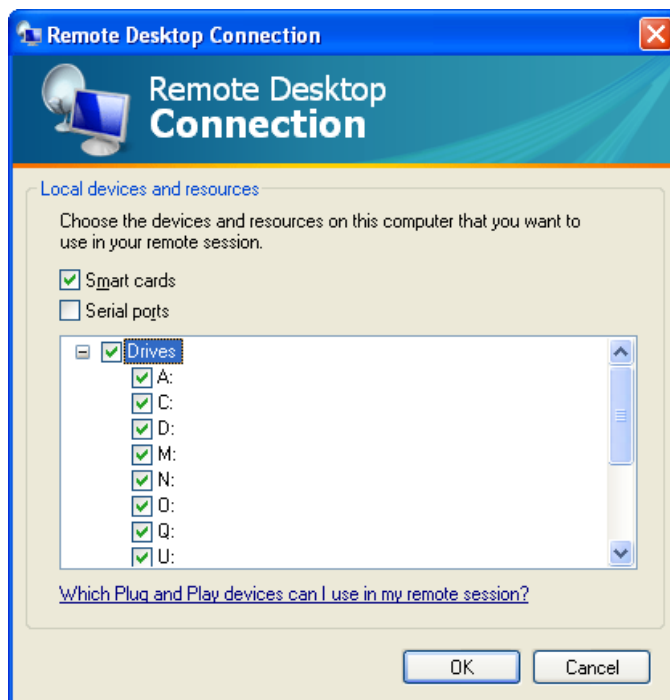 Remote Desktop Connection
Remote Desktop
Connection
Local devices and resources
Choose the devices and resources on this computer that you want to
use in your remote session.
Smart cards
Serial ports
Drives
A:
C:
D:
M:
N:
O:
Q:
U:
Which Plug and Play devices can I use in my remote session?
OK
Cancel